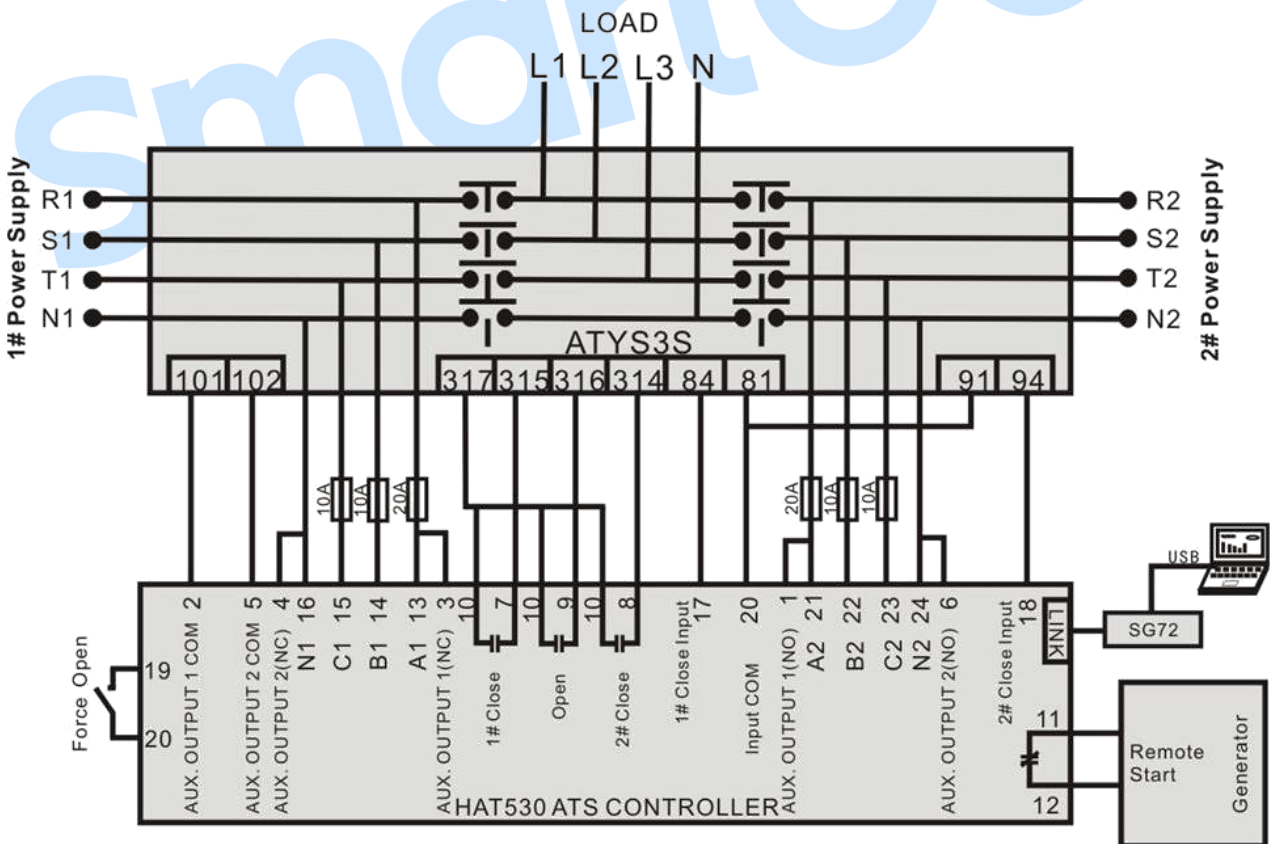 smart
LOAD
L1 L2 L3 N
1# Power Supply
R1
S1
T1
N1
R2
S2
T2
N2
2# Power Supply
ATYS3S
101 102 317 315 316 314 84 81 91 94
10A 10A 20A 20A 10A 10A
USB
SG72
Force Open
19
20
2 AUX. OUTPUT 1 COM
5 AUX. OUTPUT 2 COM
4 AUX. OUTPUT 2(NC)
16 N1
15 C1
14 B1
13 A1
3 AUX. OUTPUT 1(NC)
10 7 1# Close
10 9 Open
10 8 2# Close
17 1# Close Input
20 Input COM
1 AUX. OUTPUT 1(NO)
21 A2
22 B2
23 C2
24 N2
6 AUX. OUTPUT 2(NO)
18 2# Close Input
LINK
11
12
Remote
Start
Generator
HAT530 ATS CONTROLLER